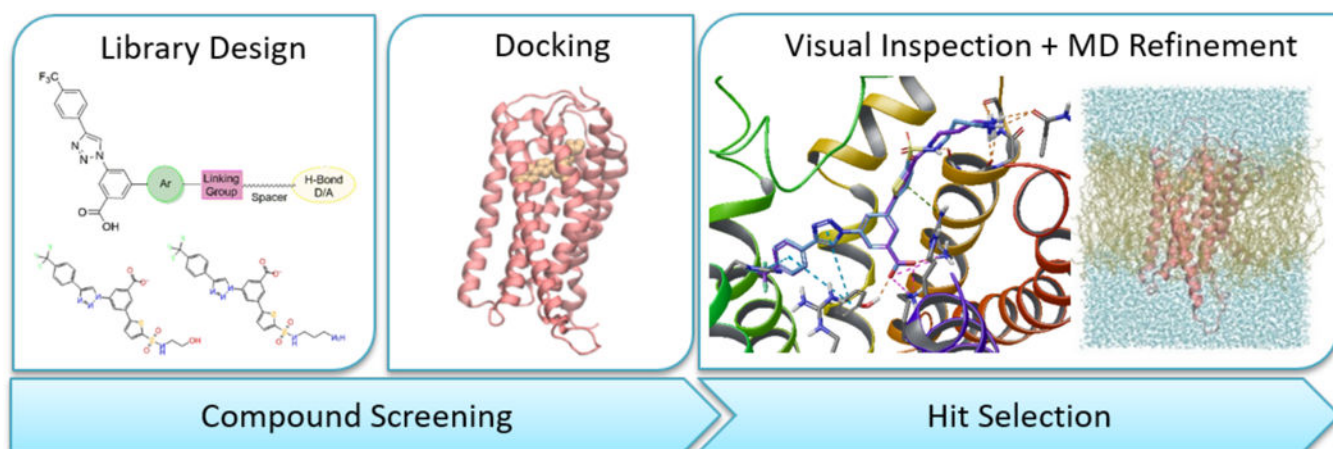 Library Design
F₃C
N
N
N
O
OH
Ar
Linking
Group
Spacer
H-Bond
D/A
Docking
Visual Inspection + MD Refinement
Compound Screening
Hit Selection